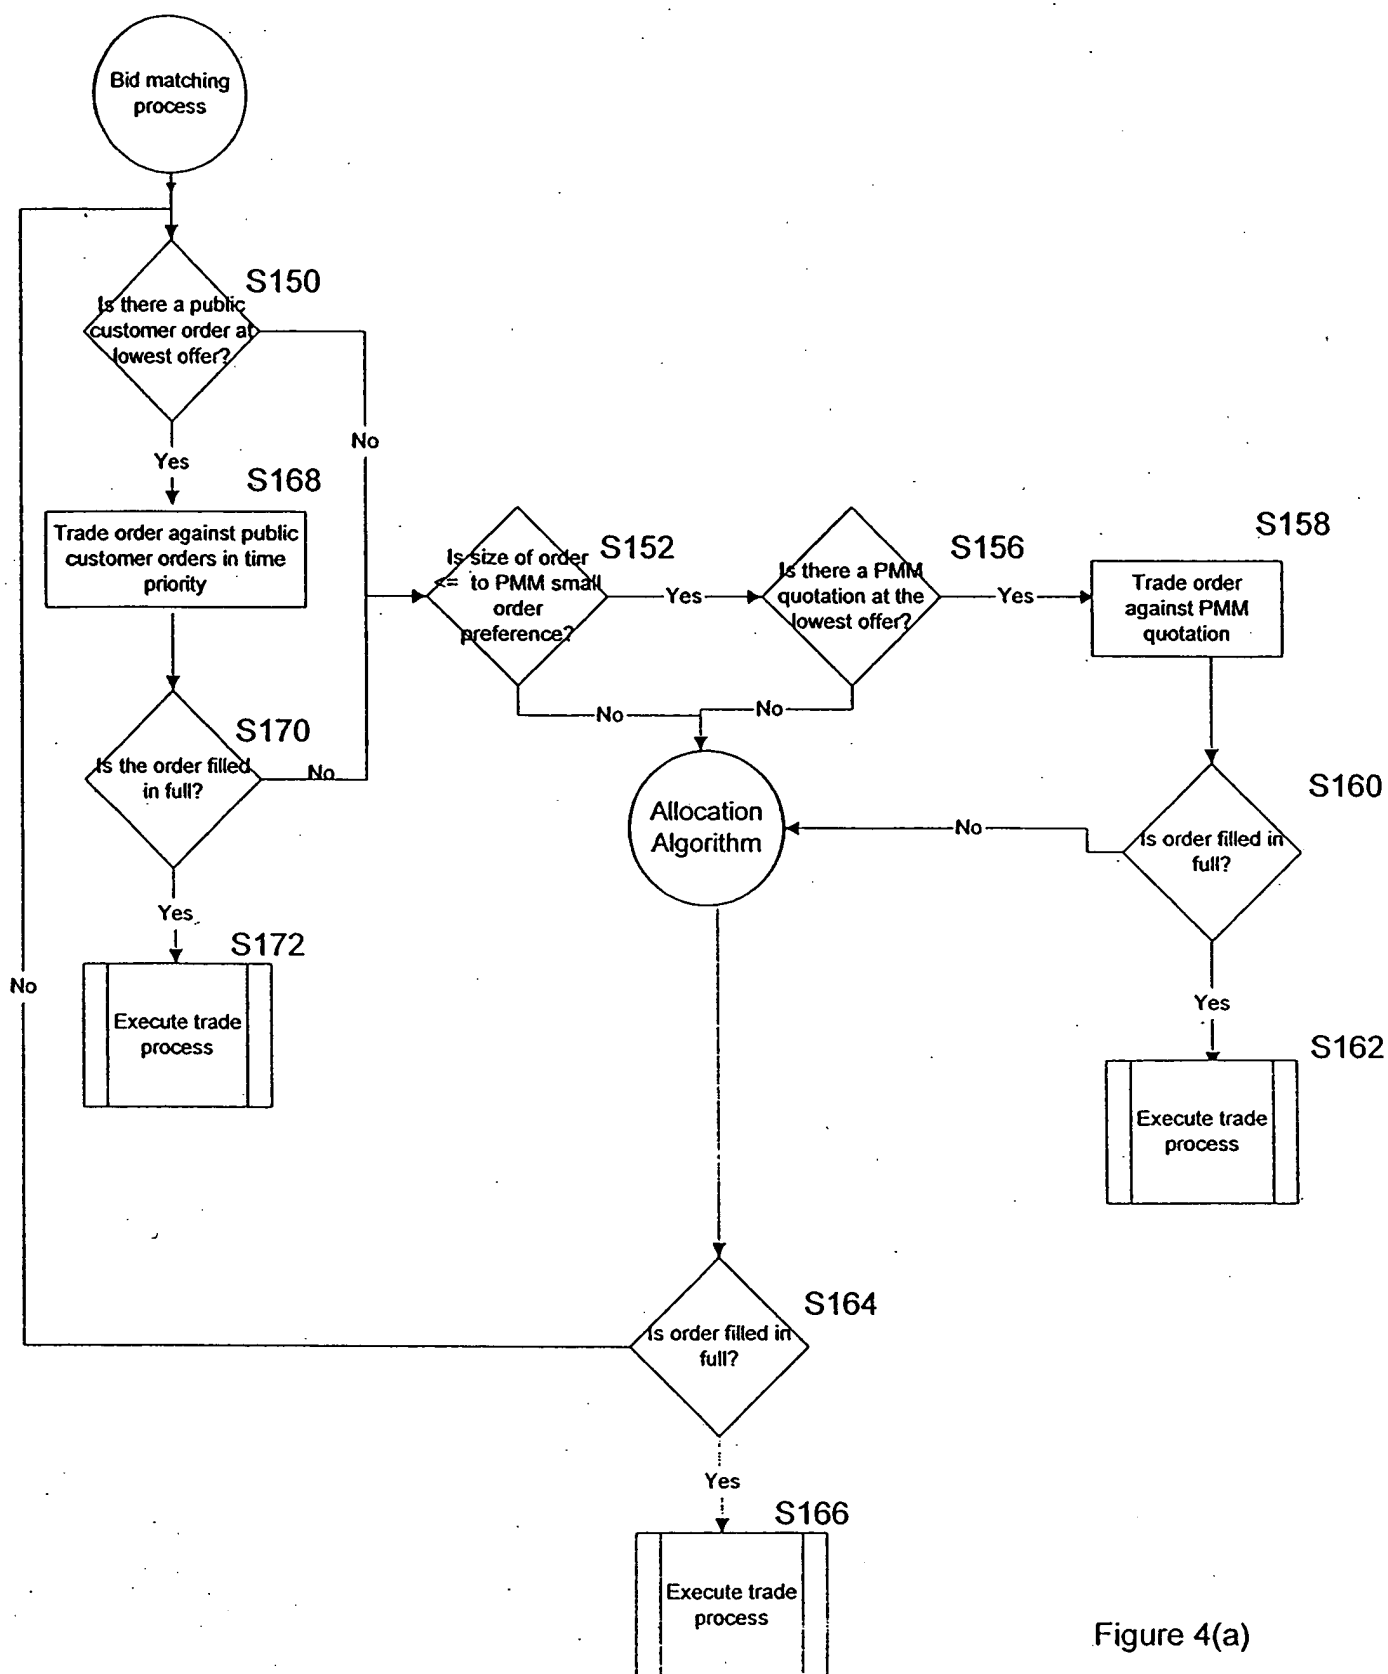 Bid matching
process
S150
Is there a public
customer order at
lowest offer?
No
Yes
S168
Trade order against public
customer orders in time
priority
S170
Is the order filled
in full?
No
Yes
S172
Execute trade
process
No
S152
Is size of order
<= to PMM small
order
preference?
Yes
No
S156
Is there a PMM
quotation at the
lowest offer?
Yes
No
S158
Trade order
against PMM
quotation
Allocation
Algorithm
No
S160
Is order filled in
full?
Yes
S162
Execute trade
process
S164
Is order filled in
full?
Yes
S166
Execute trade
process
Figure 4(a)